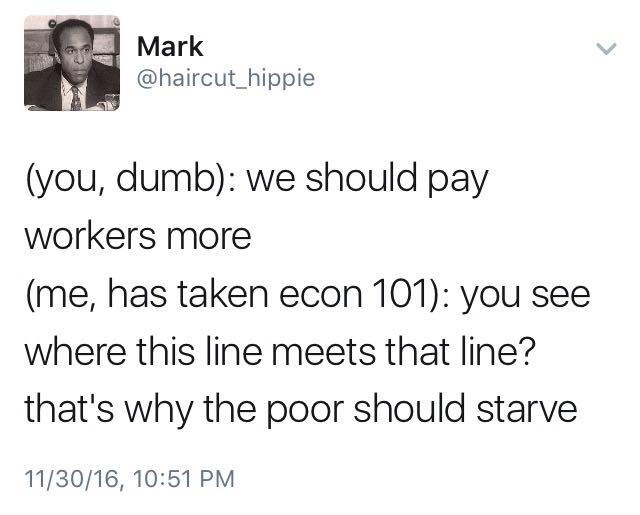 Mark
@haircut_hippie
(you, dumb): we should pay
workers more
(me, has taken econ 101): you see
where this line meets that line?
that's why the poor should starve
11/30/16, 10:51 PM